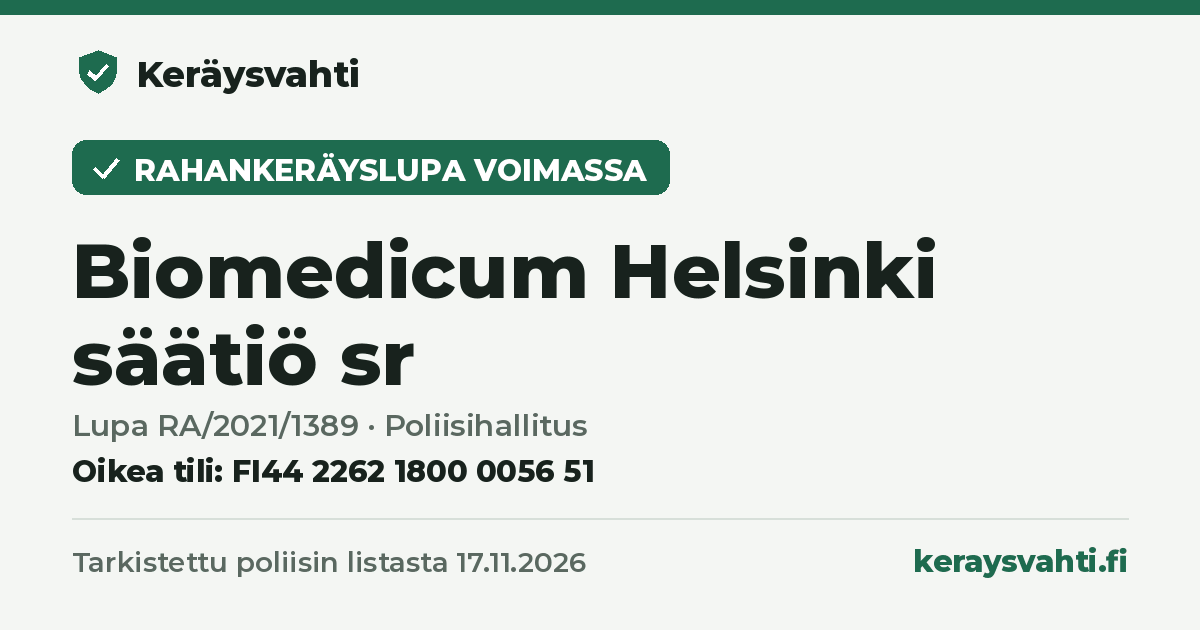 Keräysvahti
RAHANKERÄYSLUPA VOIMASSA
Biomedicum Helsinki
säätiö sr
Lupa RA/2021/1389 · Poliisihallitus
Oikea tili: FI44 2262 1800 0056 51
Tarkistettu poliisin listasta 17.11.2026
keraysvahti.fi